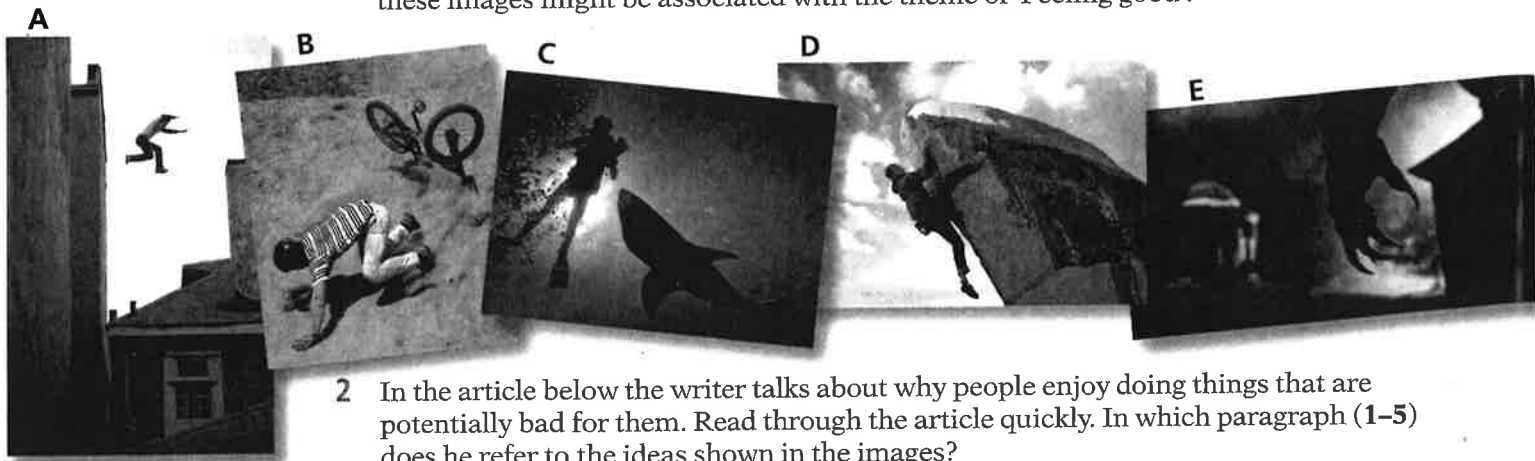 these images might be associated with the theme of 'Feeling good'?
A
B
C
D
E
2 In the article below the writer talks about why people enjoy doing things that are
potentially bad for them. Read through the article quickly. In which paragraph (1–5)
does he refer to the ideas shown in the images?